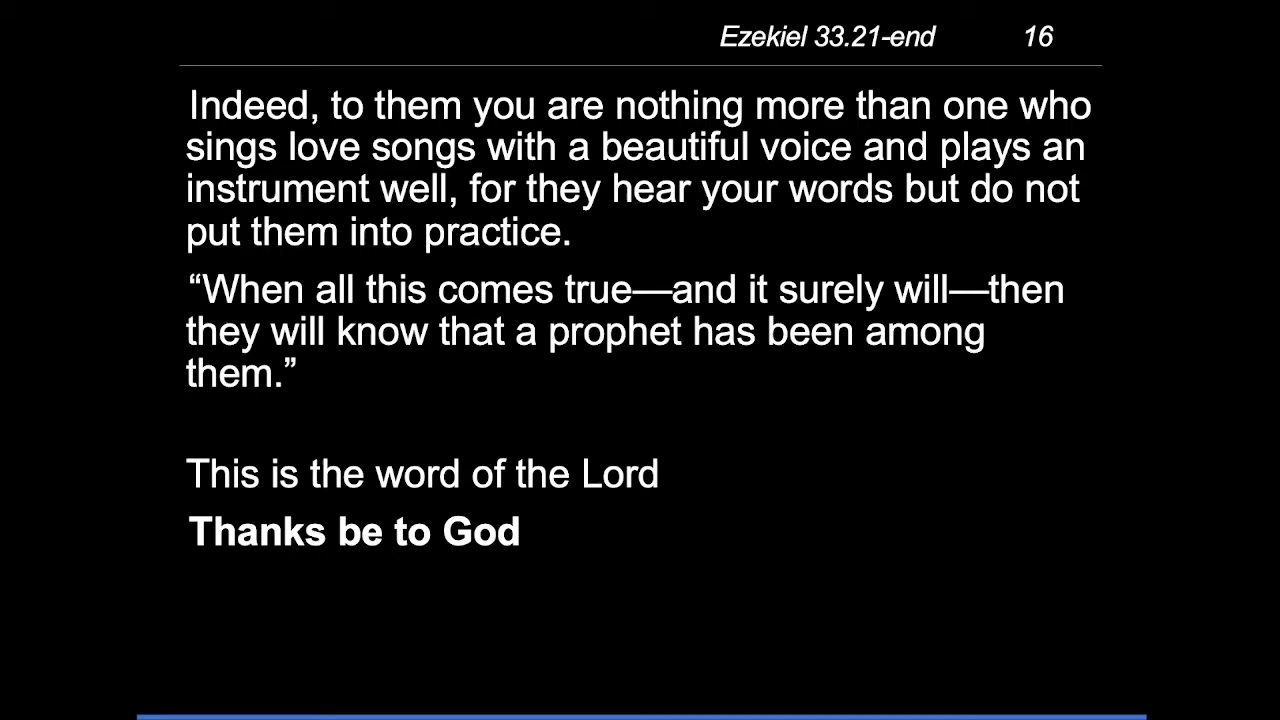 Ezekiel 33.21-end 16
Indeed, to them you are nothing more than one who
sings love songs with a beautiful voice and plays an
instrument well, for they hear your words but do not
put them into practice.
“When all this comes true—and it surely will—then
they will know that a prophet has been among
them.”
This is the word of the Lord
Thanks be to God